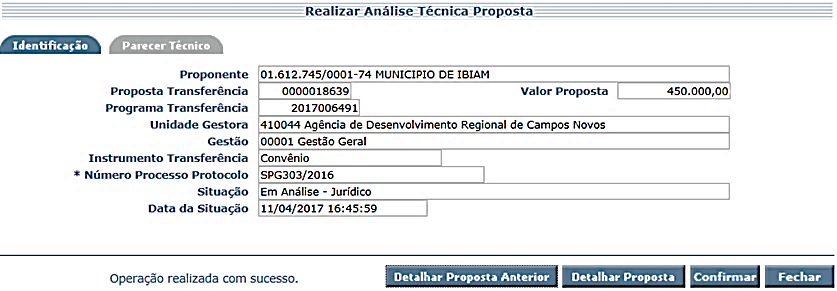 Realizar Análise Técnica Proposta
Identificação Parecer Técnico
Proponente 01.612.745/0001-74 MUNICIPIO DE IBIAM
Proposta Transferência 0000018639 Valor Proposta 450.000,00
Programa Transferência 2017006491
Unidade Gestora 410044 Agência de Desenvolvimento Regional de Campos Novos
Gestão 00001 Gestão Geral
Instrumento Transferência Convênio
* Número Processo Protocolo SPG303/2016
Situação Em Análise - Jurídico
Data da Situação 11/04/2017 16:45:59
Operação realizada com sucesso. Detalhar Proposta Anterior Detalhar Proposta Confirmar Fechar